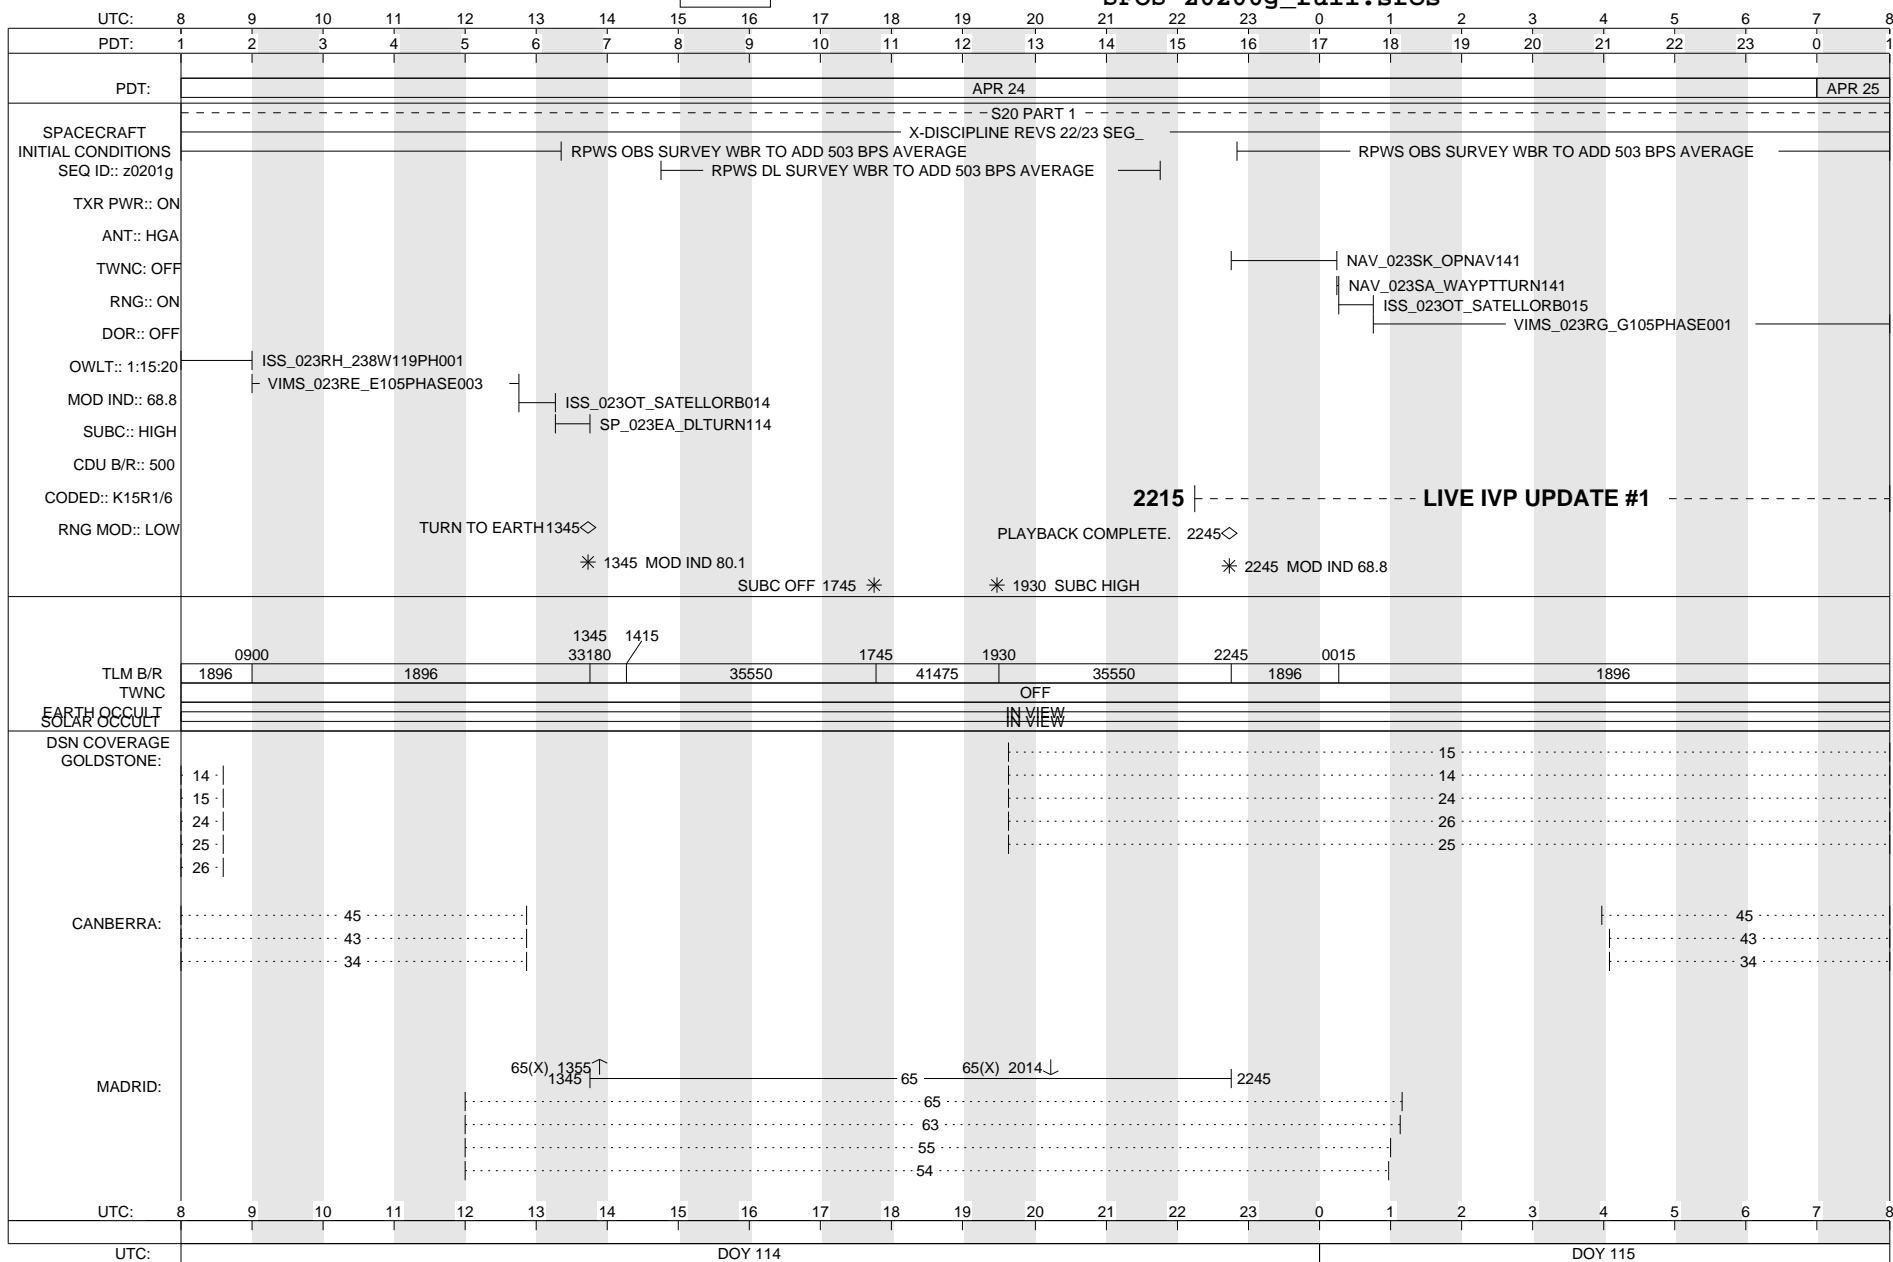 SFOS 20206g_full.sfos
UTC: 8 9 10 11 12 13 14 15 16 17 18 19 20 21 22 23 0 1 2 3 4 5 6 7 8
PDT: 1 2 3 4 5 6 7 8 9 10 11 12 13 14 15 16 17 18 19 20 21 22 23 0 1
PDT: APR 24 APR 25
S20 PART 1
SPACECRAFT X-DISCIPLINE REVS 22/23 SEG_
INITIAL CONDITIONS RPWS OBS SURVEY WBR TO ADD 503 BPS AVERAGE RPWS OBS SURVEY WBR TO ADD 503 BPS AVERAGE
SEQ ID:: z0201g RPWS DL SURVEY WBR TO ADD 503 BPS AVERAGE
TXR PWR:: ON
ANT:: HGA
NAV_023SK_OPNAV141
TWNC: OFF
NAV_023SA_WAYPTTURN141
RNG:: ON ISS_023OT_SATELLORB015
VIMS_023RG_G105PHASE001
DOR:: OFF
ISS_023RH_238W119PH001
OWLT:: 1:15:20
VIMS_023RE_E105PHASE003
MOD IND:: 68.8 ISS_023OT_SATELLORB014
SP_023EA_DLTURN114
SUBC:: HIGH
CDU B/R:: 500
CODED:: K15R1/6 2215 LIVE IVP UPDATE #1
RNG MOD:: LOW TURN TO EARTH 1345 PLAYBACK COMPLETE. 2245
1345 MOD IND 80.1 2245 MOD IND 68.8
SUBC OFF 1745 1930 SUBC HIGH
1345 1415
0900 33180 1745 1930 2245 0015
TLM B/R 1896 1896 35550 41475 35550 1896 1896
TWNC OFF
EARTH OCCULT IN VIEW
SOLAR OCCULT IN VIEW
DSN COVERAGE
GOLDSTONE: 15
14 14
15 24
24 26
25 25
26
CANBERRA: 45 45
43 43
34 34
65(X) 1355 65(X) 2014
MADRID: 1345 65 2245
65
63
55
54
UTC: 8 9 10 11 12 13 14 15 16 17 18 19 20 21 22 23 0 1 2 3 4 5 6 7 8
UTC: DOY 114 DOY 115